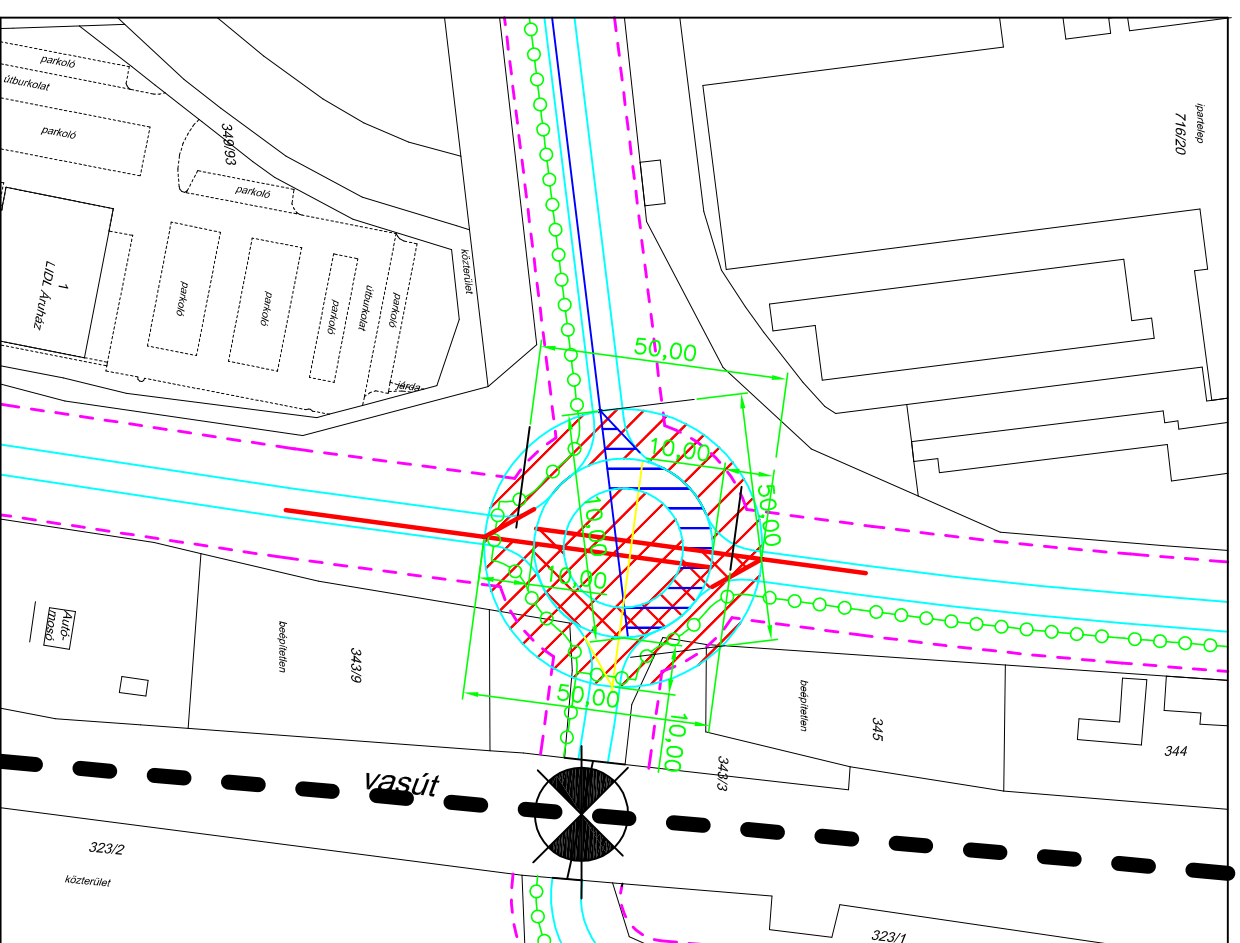 parkoló
útburkolat
parkoló
349/93
parkoló
közterület
1
LIDL Áruház
parkoló
parkoló
parkoló
útburkolat
parkoló
járda
ipartelep
716/20
50,00
10,00
50,00
10,00
10,00
50,00
10,00
Autó-
mosó
beépítetlen
343/9
beépítetlen
345
344
343/3
vasút
323/2
közterület
323/1